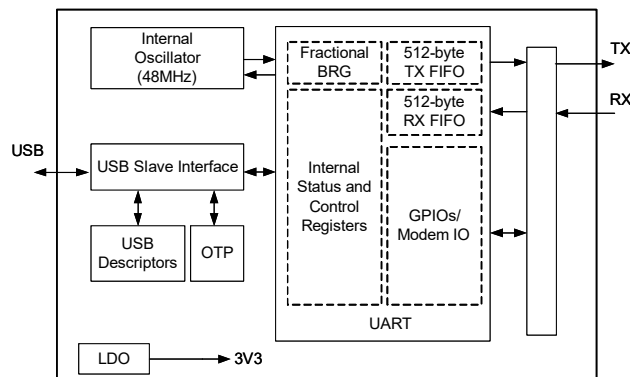 Internal
Oscillator
(48MHz)
Fractional
BRG
512-byte
TX FIFO
TX
512-byte
RX FIFO
RX
USB
USB Slave Interface
Internal
Status and
Control
Registers
GPIOs/
Modem IO
USB
Descriptors
OTP
UART
LDO
3V3